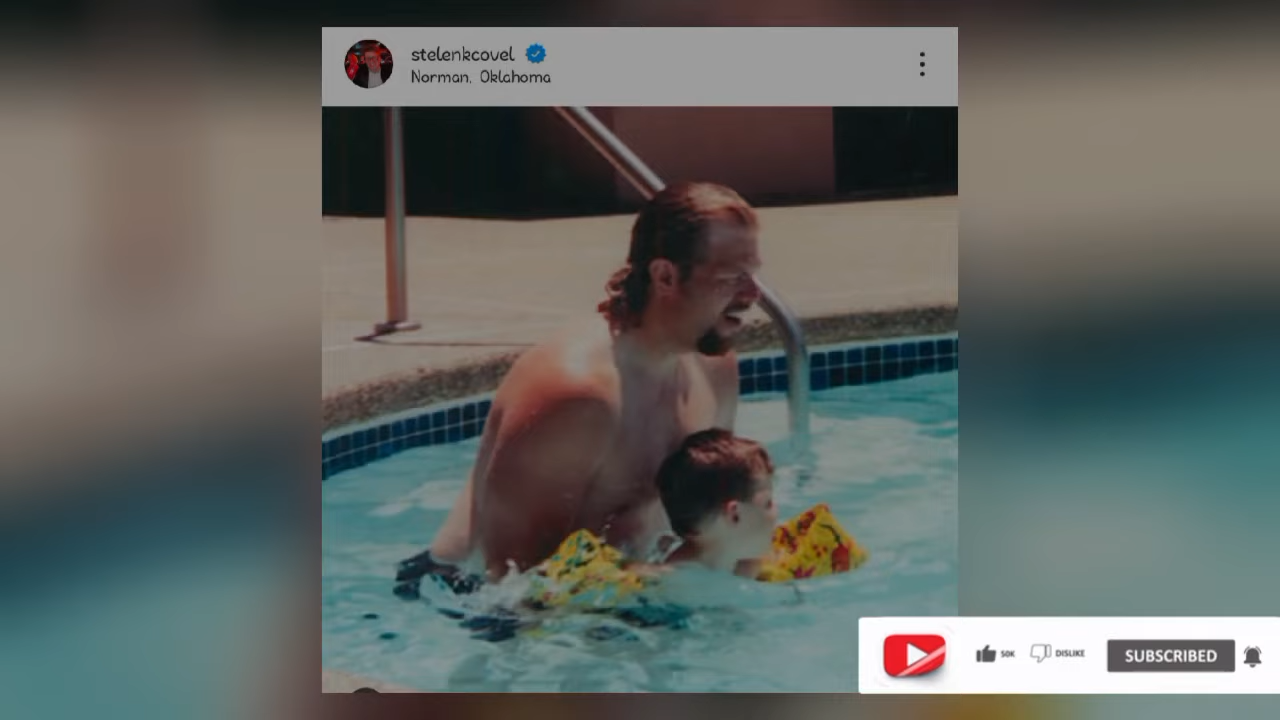 stelenkcovel
Norman, Oklahoma
50K
DISLIKE
SUBSCRIBED